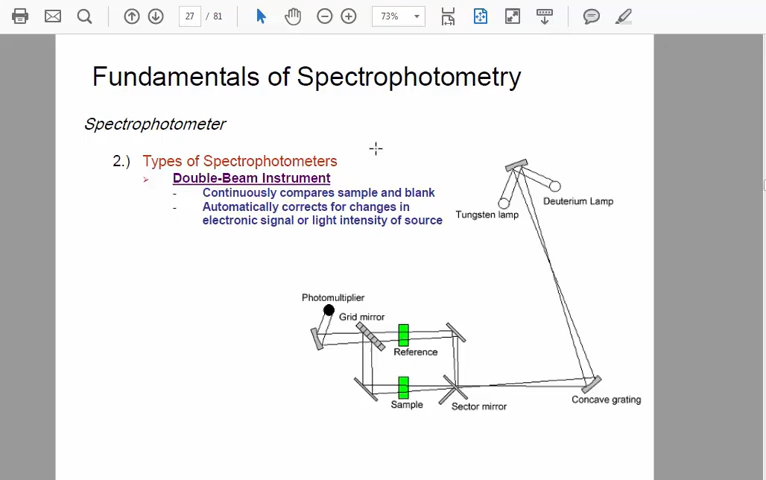 27 / 81
73%
Fundamentals of Spectrophotometry
Spectrophotometer
2.) Types of Spectrophotometers
Double-Beam Instrument
- Continuously compares sample and blank
- Automatically corrects for changes in
electronic signal or light intensity of source
Tungsten lamp
Deuterium Lamp
Photomultiplier
Grid mirror
Reference
Sample
Sector mirror
Concave grating